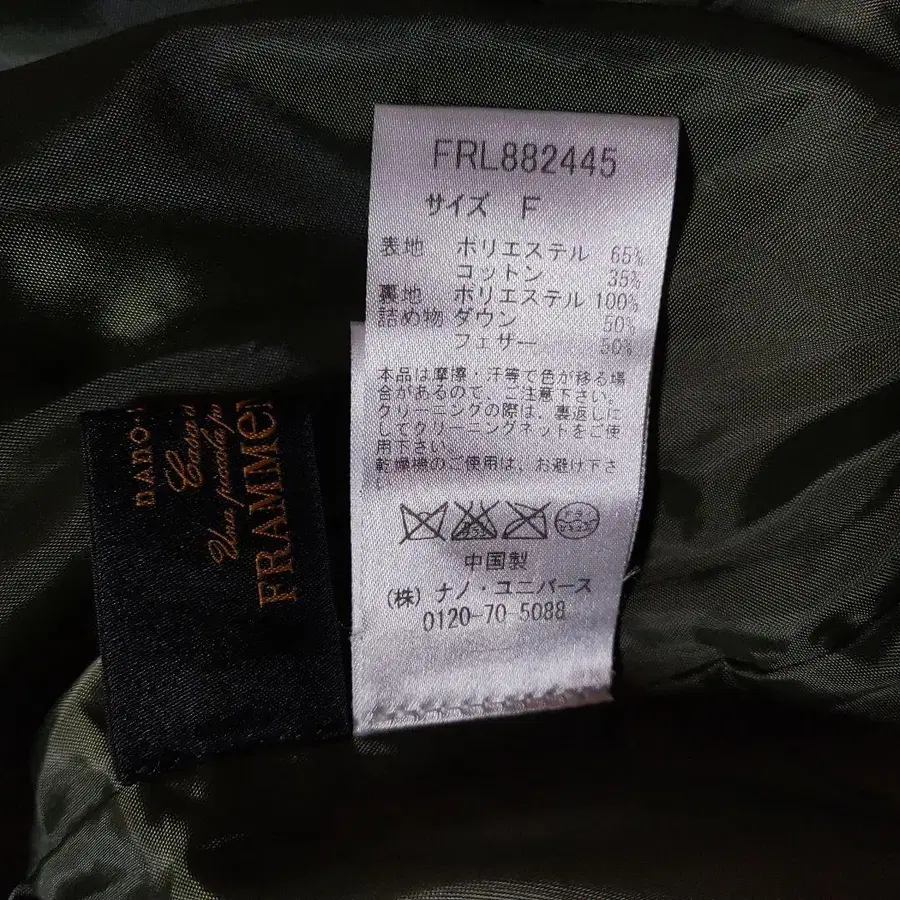 FRL882445
サイズ F
表地 ポリエステル 65%
コットン 35%
裏地 ポリエステル 100%
詰め物 ダウン 50%
フェザー 50%
本品は摩擦・汗等で色が移る場
合があるので、ご注意下さい。
クリーニングの際は、裏返しに
してクリーニングネットをご使
用下さい。
乾燥機のご使用は、お避け下さ
中国製
(株) ナノ・ユニバース
0120-70-5088
nano
Una piccola
FRAMME